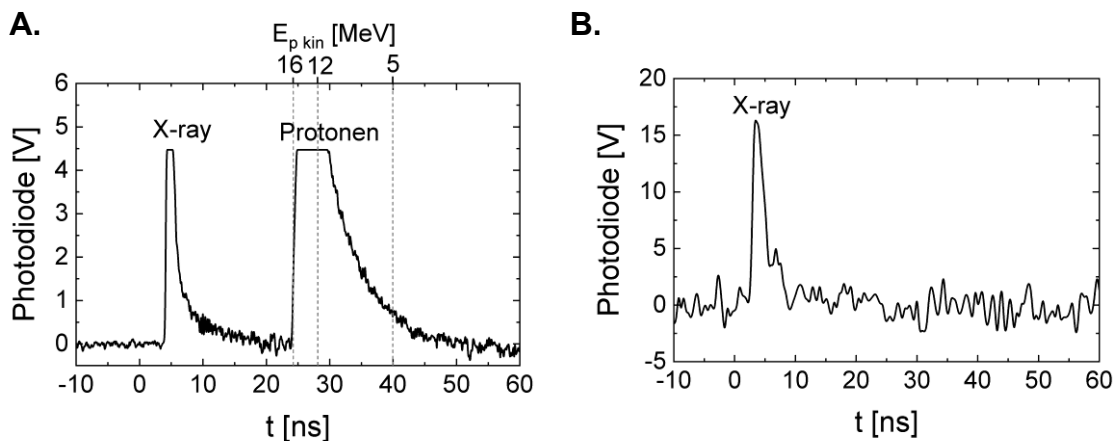 A.
E_p kin [MeV]
16 12 5
6
5
4
3
2
1
0
X-ray
Protonen
Photodiode [V]
-10 0 10 20 30 40 50 60
t [ns]
B.
20
15
10
5
0
-5
X-ray
Photodiode [V]
-10 0 10 20 30 40 50 60
t [ns]